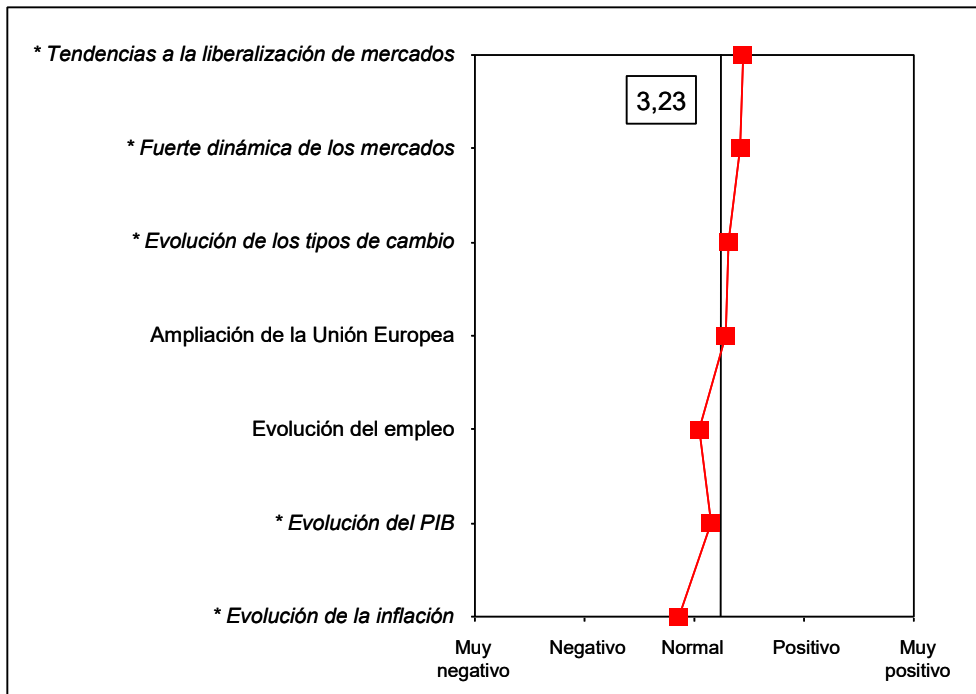 * Tendencias a la liberalización de mercados
3,23
* Fuerte dinámica de los mercados
* Evolución de los tipos de cambio
Ampliación de la Unión Europea
Evolución del empleo
* Evolución del PIB
* Evolución de la inflación
Muy negativo
Negativo
Normal
Positivo
Muy positivo